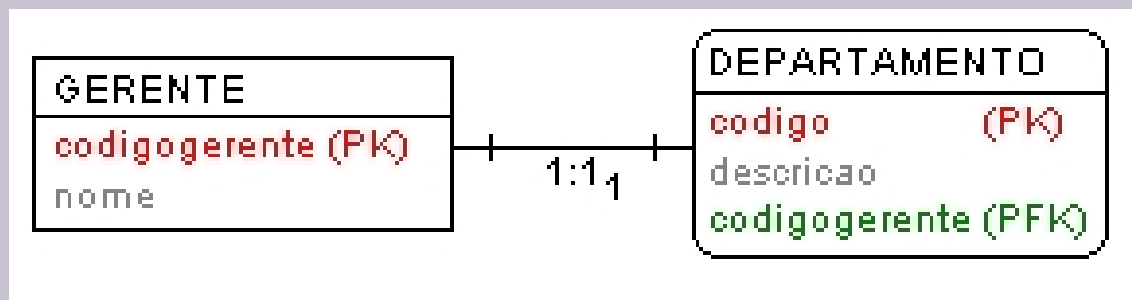 GERENTE
codigogerente (PK)
nome
1:1
1
DEPARTAMENTO
codigo (PK)
descricao
codigogerente (PFK)